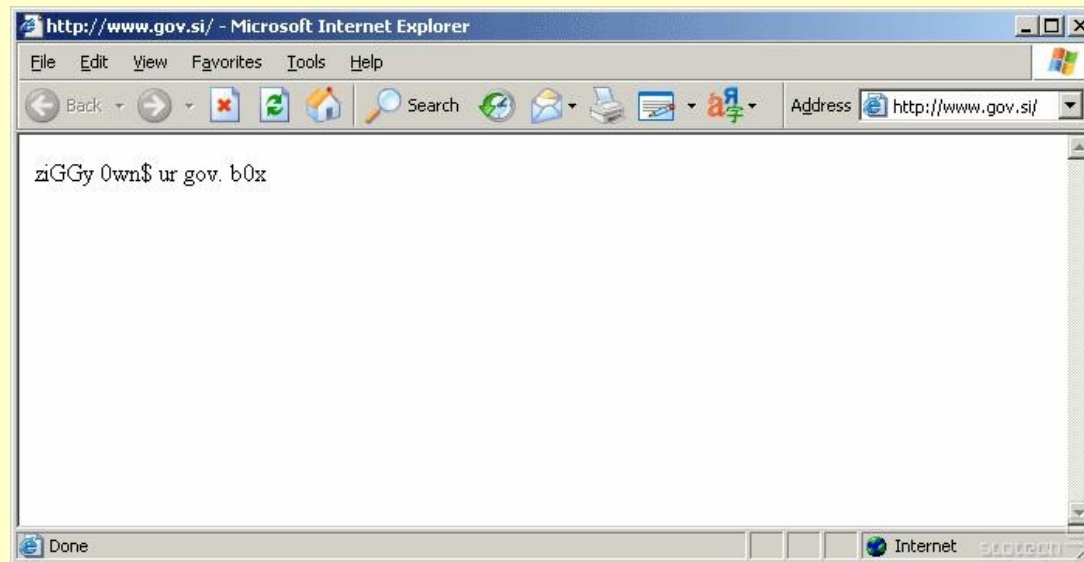 http://www.gov.si/ - Microsoft Internet Explorer
File Edit View Favorites Tools Help
Back Search Address http://www.gov.si/
ziGGy 0wn$ ur gov. b0x
Done Internet